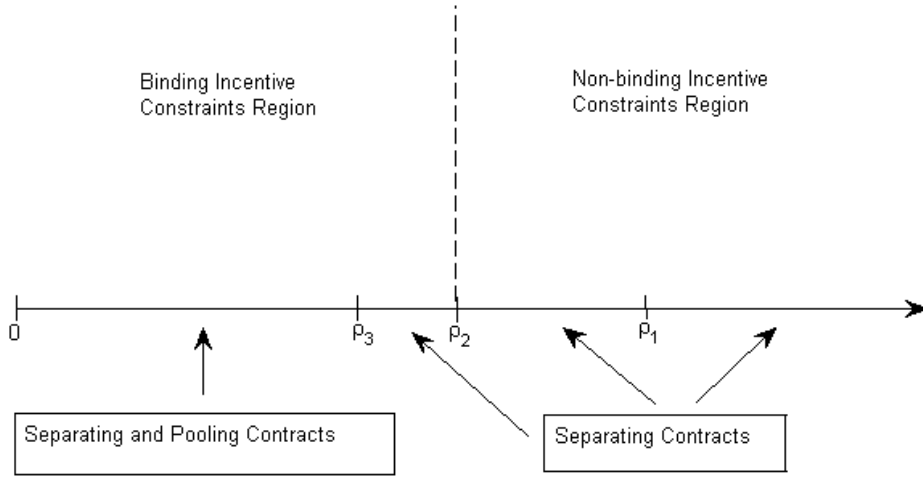 Binding Incentive
Constraints Region
Non-binding Incentive
Constraints Region
0
ρ3
ρ2
ρ1
Separating and Pooling Contracts
Separating Contracts